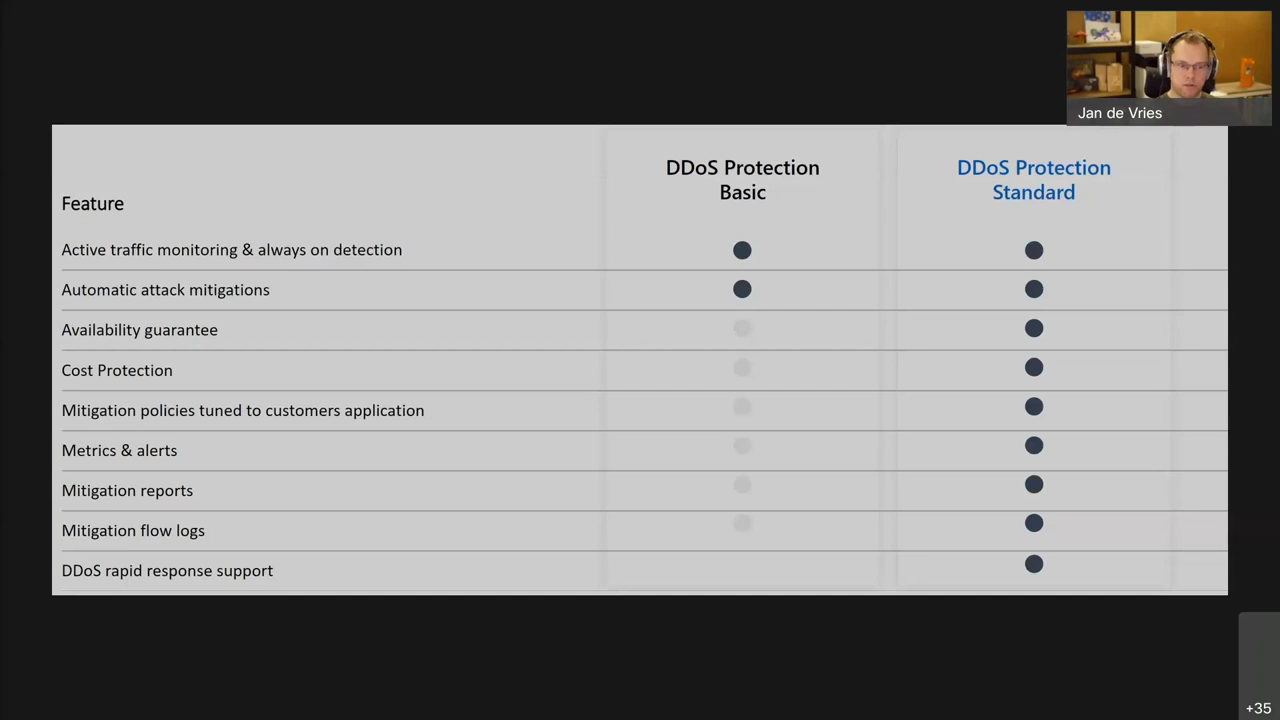 Jan de Vries
DDoS Protection
Basic
DDoS Protection
Standard
Feature
Active traffic monitoring & always on detection
Automatic attack mitigations
Availability guarantee
Cost Protection
Mitigation policies tuned to customers application
Metrics & alerts
Mitigation reports
Mitigation flow logs
DDoS rapid response support
+35